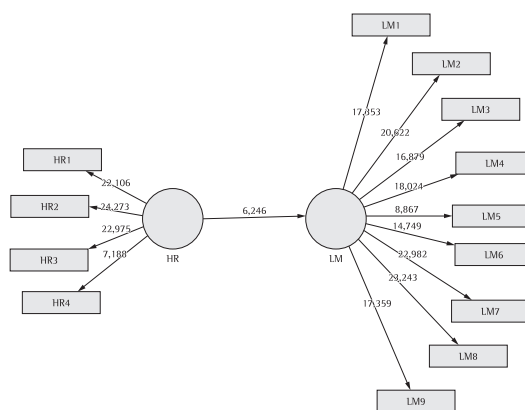 LM1
LM2
17,353
20,622
LM3
16,879
HR1
LM4
18,024
22,106
HR2
24,273
6,246
8,867
LM5
22,975
14,749
HR3
HR
LM
22,982
LM6
7,188
HR4
23,243
LM7
17,359
LM8
LM9